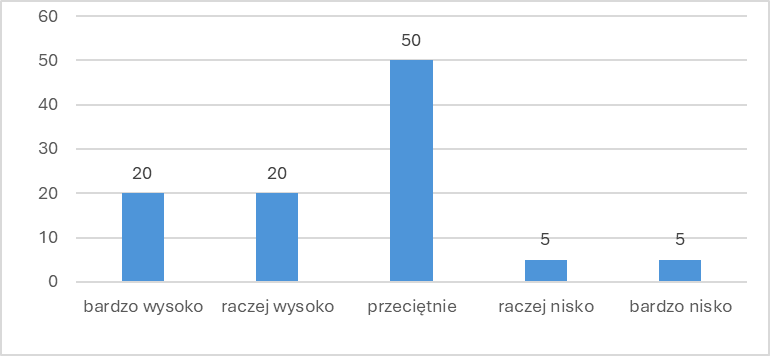 60
50
50
40
30
20
20
20
10
5
5
0
bardzo wysoko
raczej wysoko
przeciętnie
raczej nisko
bardzo nisko